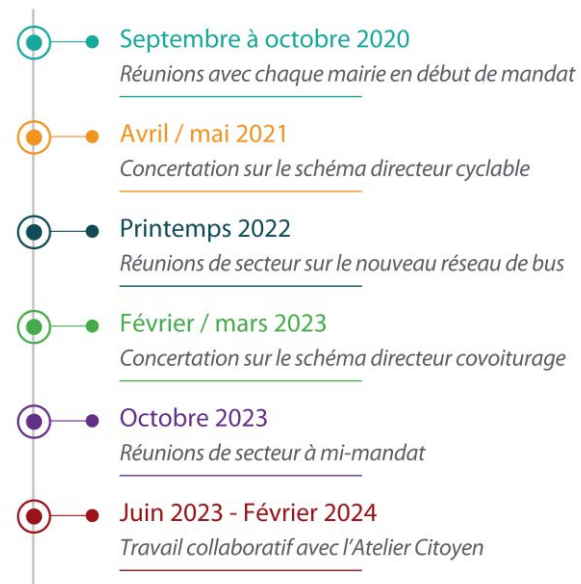 Septembre à octobre 2020
Réunions avec chaque mairie en début de mandat
Avril / mai 2021
Concertation sur le schéma directeur cyclable
Printemps 2022
Réunions de secteur sur le nouveau réseau de bus
Février / mars 2023
Concertation sur le schéma directeur covoiturage
Octobre 2023
Réunions de secteur à mi-mandat
Juin 2023 - Février 2024
Travail collaboratif avec l’Atelier Citoyen